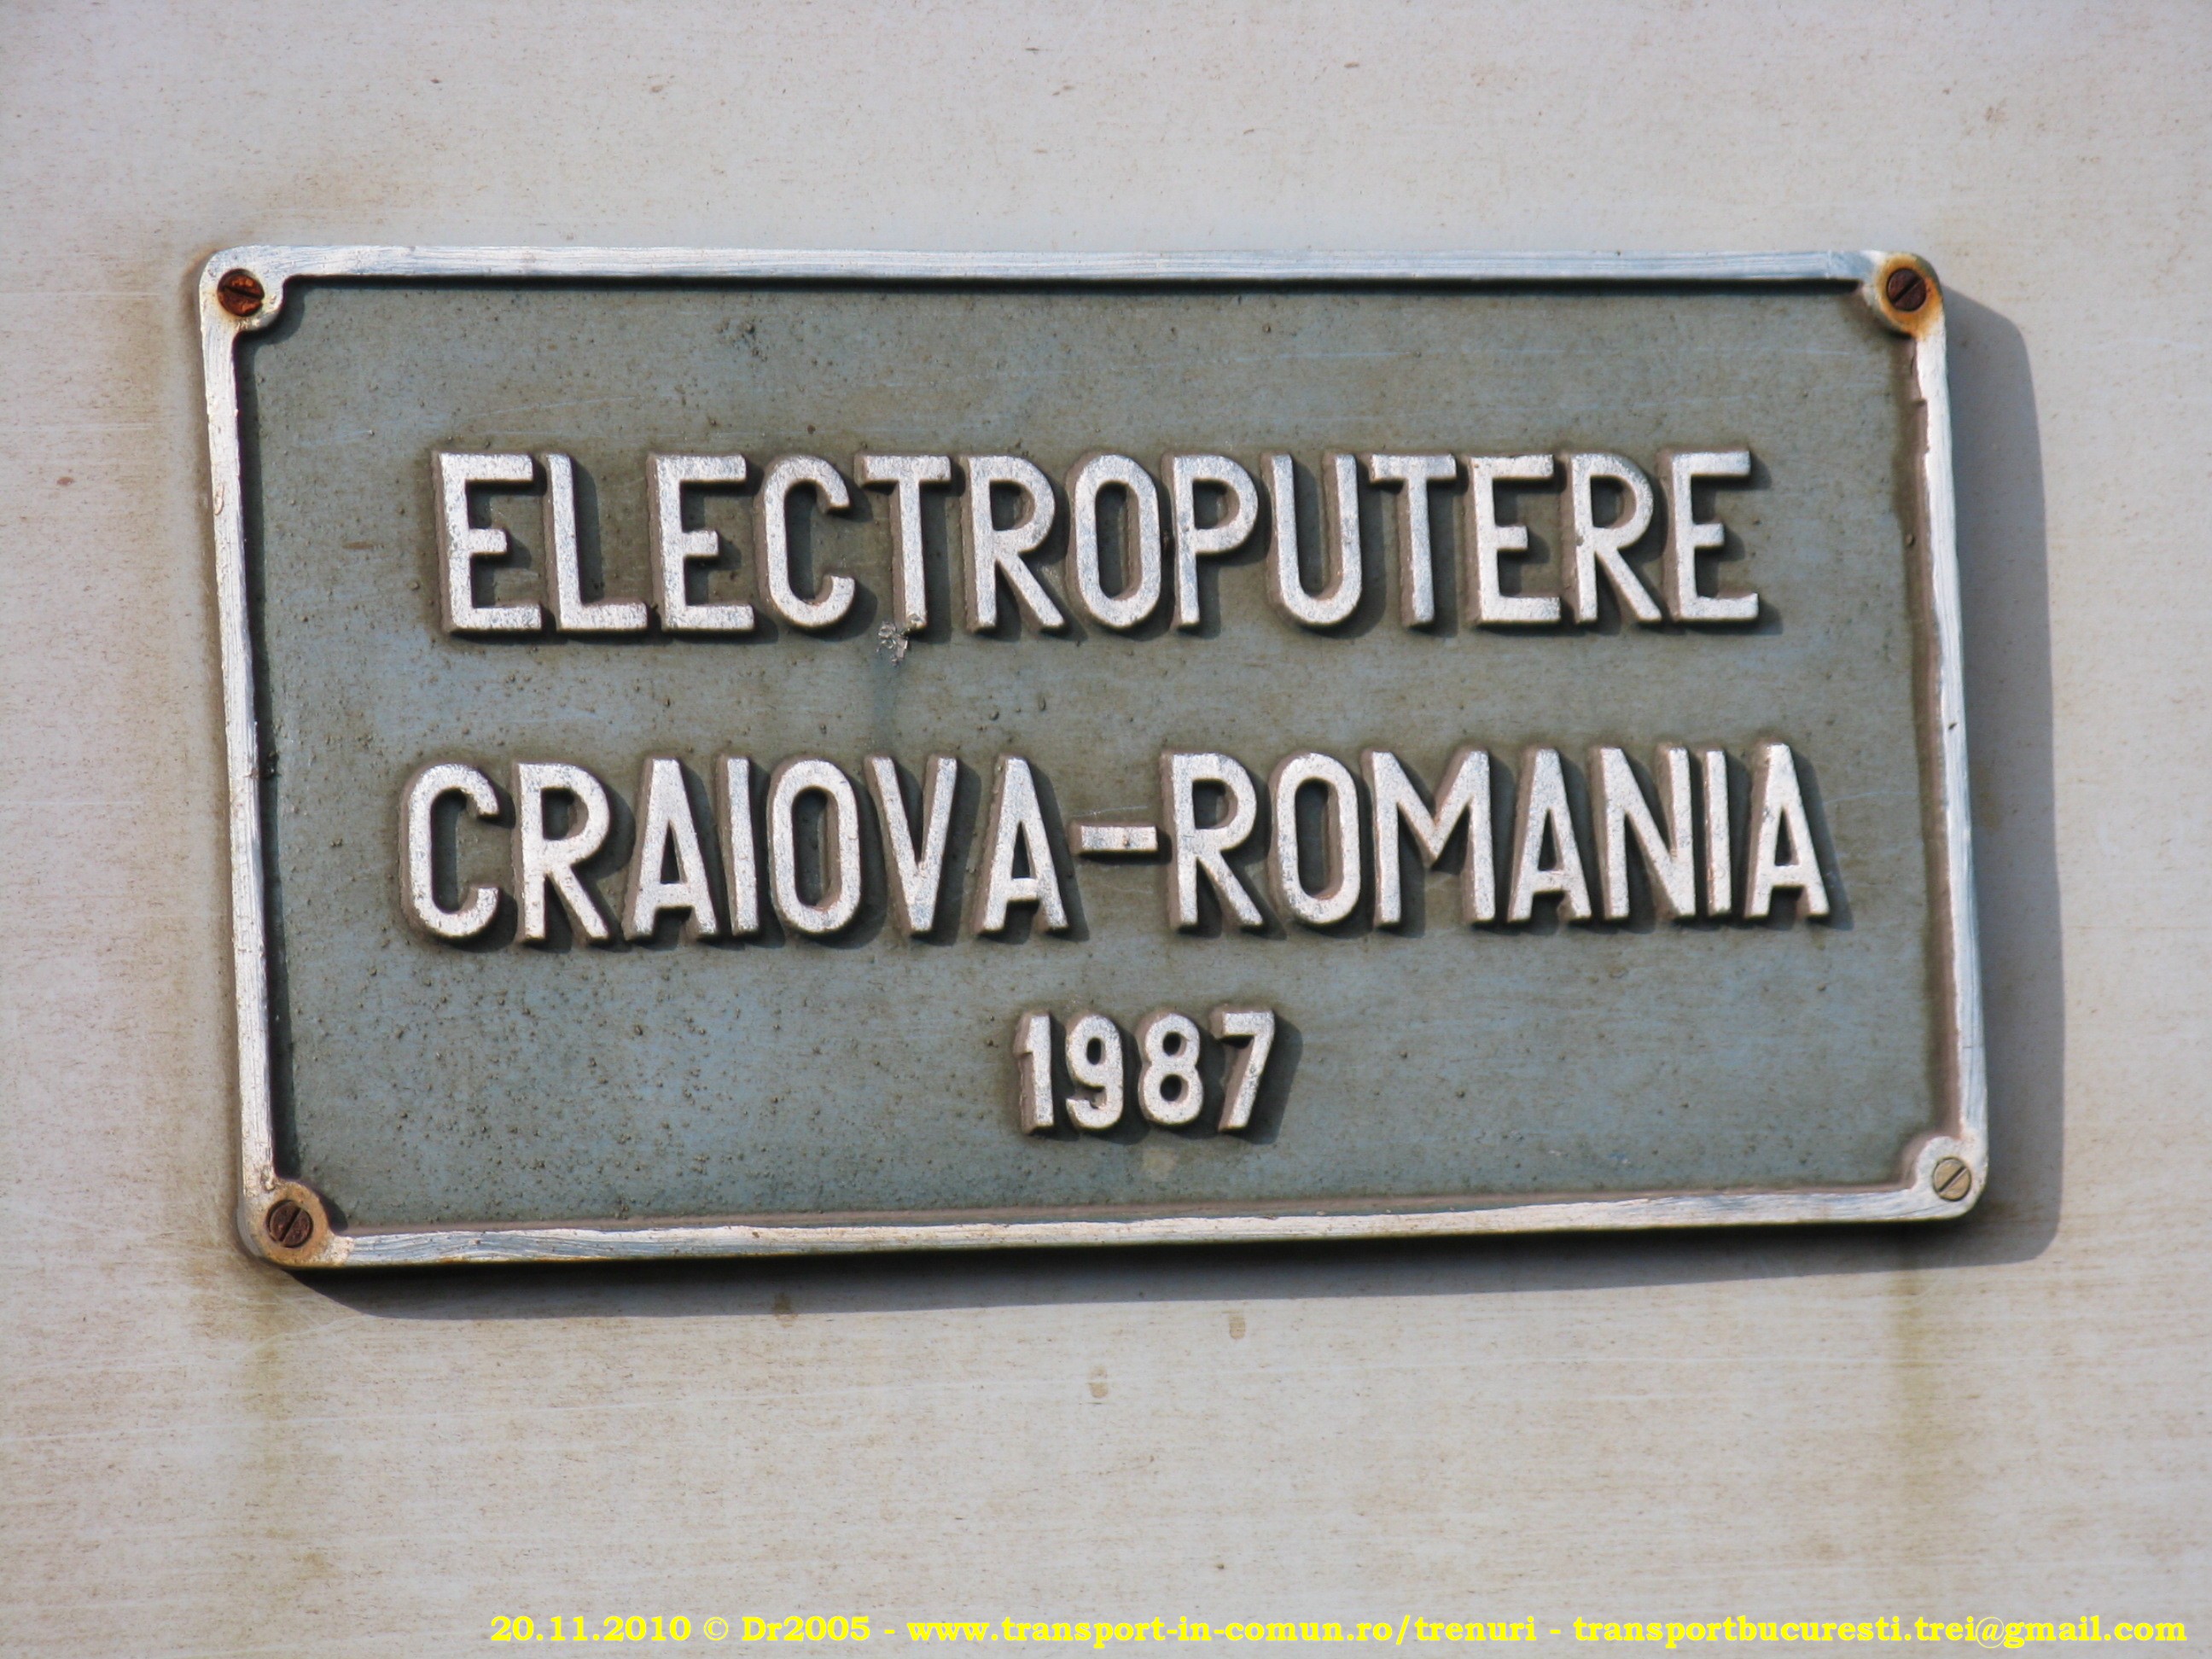 ELECTROPUTERE
CRAIOVA-ROMANIA
1987
20.11.2010 © Dr2005 - www.transport-in-comun.ro/trenuri - transportbucuresti.trei@gmail.com